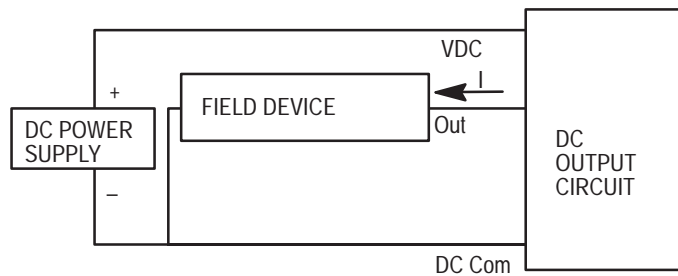 VDC
I
+
FIELD DEVICE
Out
DC POWER
SUPPLY
DC
OUTPUT
CIRCUIT
–
DC Com